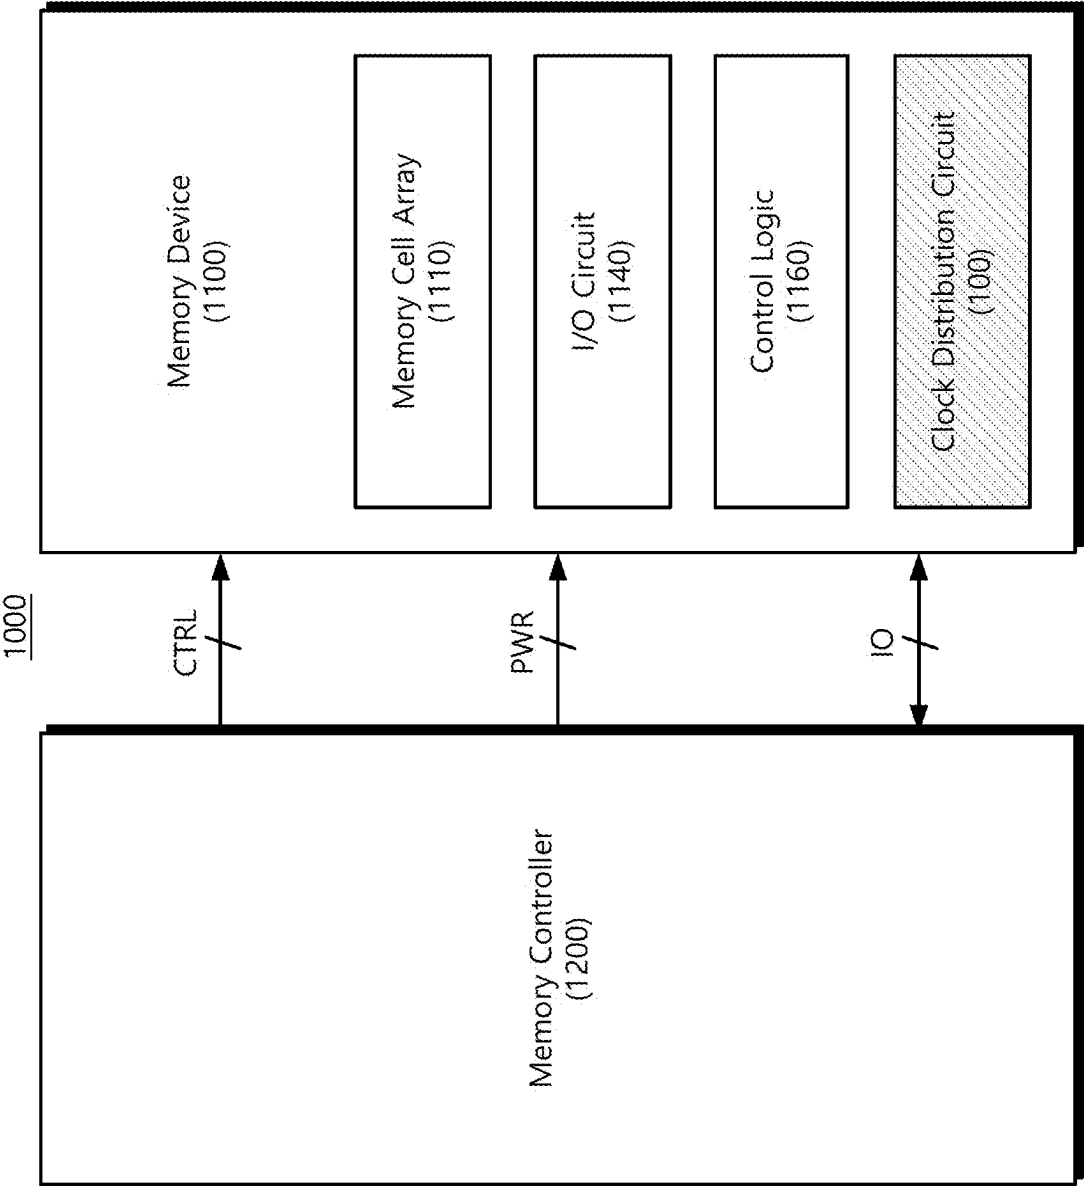 1000
Memory Controller
(1200)
CTRL
PWR
IO
Memory Device
(1100)
Memory Cell Array
(1110)
I/O Circuit
(1140)
Control Logic
(1160)
Clock Distribution Circuit
(100)